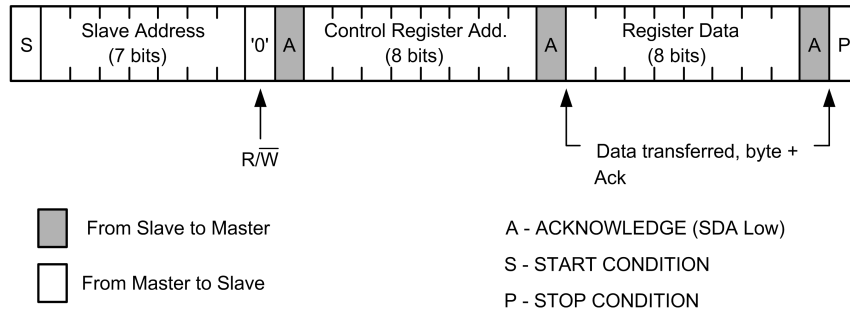 S Slave Address (7 bits) '0' A Control Register Add. (8 bits) A Register Data (8 bits) A P
R/W̅
Data transferred, byte +
Ack
From Slave to Master
From Master to Slave
A - ACKNOWLEDGE (SDA Low)
S - START CONDITION
P - STOP CONDITION